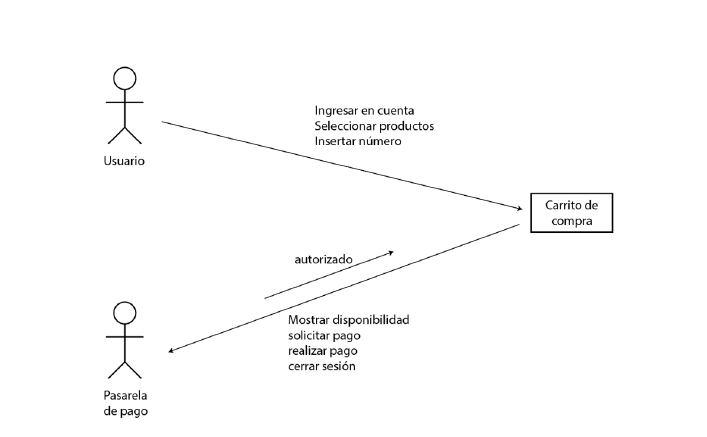 Ingresar en cuenta
Seleccionar productos
Insertar número
Usuario
Carrito de
compra
autorizado
Mostrar disponibilidad
solicitar pago
realizar pago
cerrar sesión
Pasarela
de pago